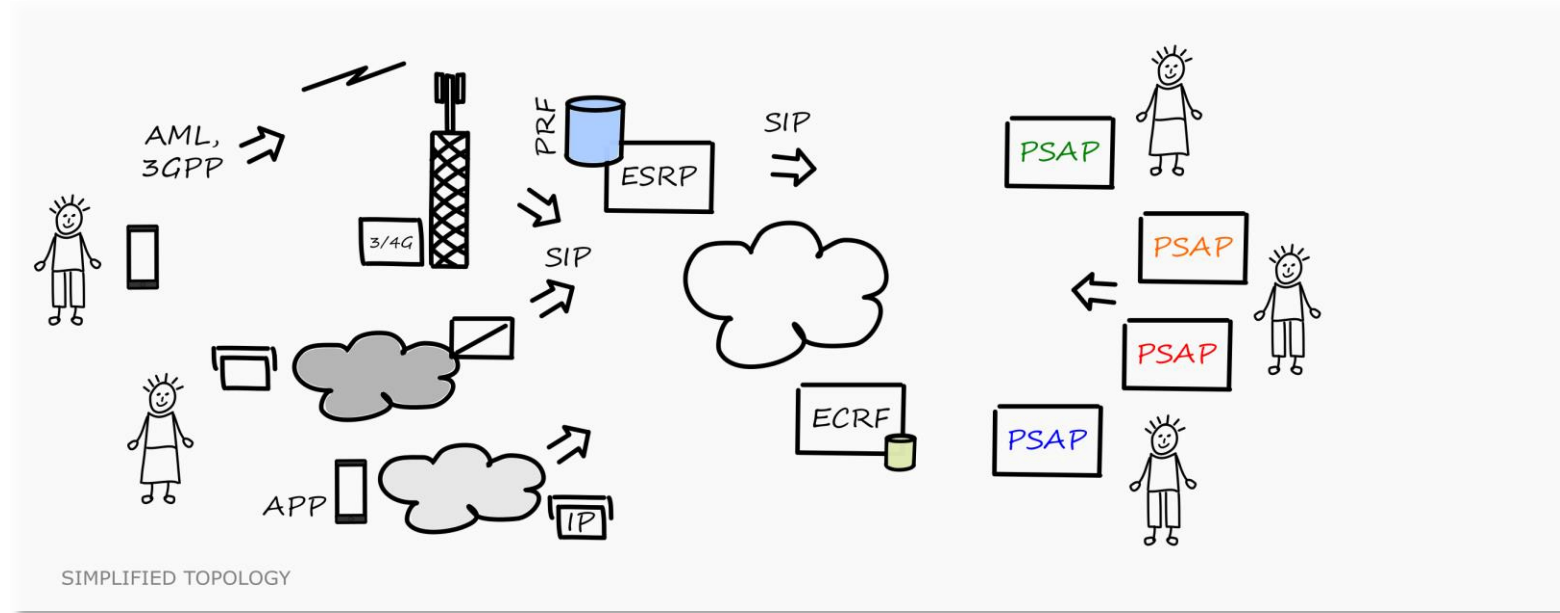 AML,
3GPP
3/4G
PRF
ESRP
SIP
SIP
PSAP
PSAP
PSAP
PSAP
ECRF
APP
IP
SIMPLIFIED TOPOLOGY